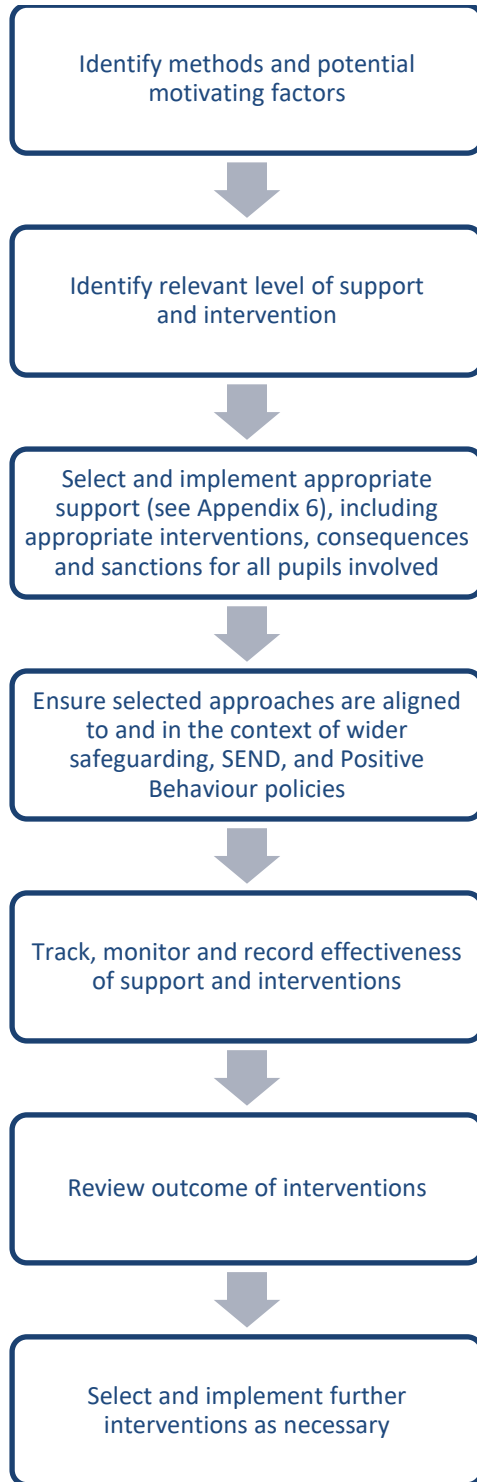 Identify methods and potential
motivating factors
Identify relevant level of support
and intervention
Select and implement appropriate
support (see Appendix 6), including
appropriate interventions, consequences
and sanctions for all pupils involved
Ensure selected approaches are aligned
to and in the context of wider
safeguarding, SEND, and Positive
Behaviour policies
Track, monitor and record effectiveness
of support and interventions
Review outcome of interventions
Select and implement further
interventions as necessary